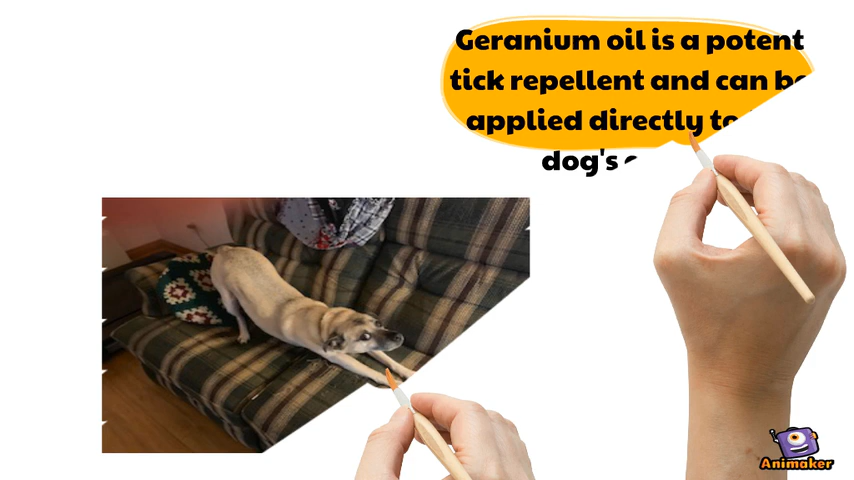 Geranium oil is a potent
tick repellent and can be
applied directly to
dog's
Animaker